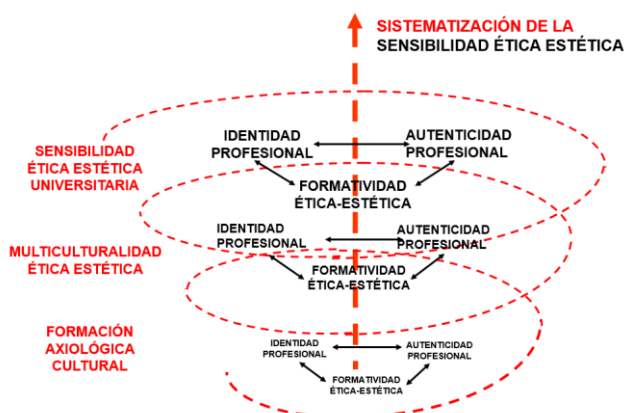 SISTEMATIZACIÓN DE LA
SENSIBILIDAD ÉTICA ESTÉTICA
SENSIBILIDAD
ÉTICA ESTÉTICA
UNIVERSITARIA
IDENTIDAD
PROFESIONAL
AUTENTICIDAD
PROFESIONAL
FORMATIVIDAD
ÉTICA-ESTÉTICA
MULTICULTURALIDAD
ÉTICA ESTÉTICA
IDENTIDAD
PROFESIONAL
AUTENTICIDAD
PROFESIONAL
FORMATIVIDAD
ÉTICA-ESTÉTICA
FORMACIÓN
AXIOLÓGICA
CULTURAL
IDENTIDAD
PROFESIONAL
AUTENTICIDAD
PROFESIONAL
FORMATIVIDAD
ÉTICA-ESTÉTICA